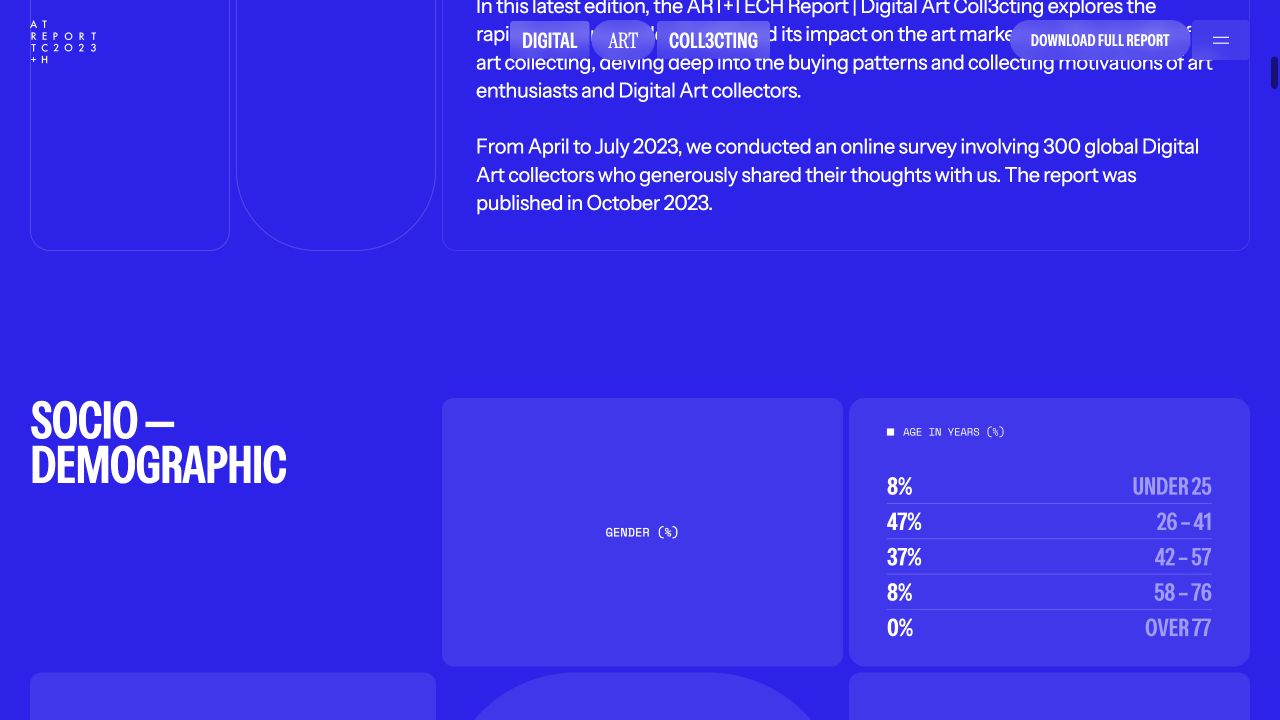 AT
REPORT
TC2023
+H
DIGITAL ART COLL3CTING
DOWNLOAD FULL REPORT
In this latest edition, the ART+TECH Report | Digital Art Coll3cting explores the
its impact on the art
art collecting, delving deep into the buying patterns and collecting motivations of art
enthusiasts and Digital Art collectors.
From April to July 2023, we conducted an online survey involving 300 global Digital
Art collectors who generously shared their thoughts with us. The report was
published in October 2023.
SOCIO —
DEMOGRAPHIC
GENDER (%)
AGE IN YEARS (%)
8% UNDER 25
47% 26 – 41
37% 42 – 57
8% 58 – 76
0% OVER 77